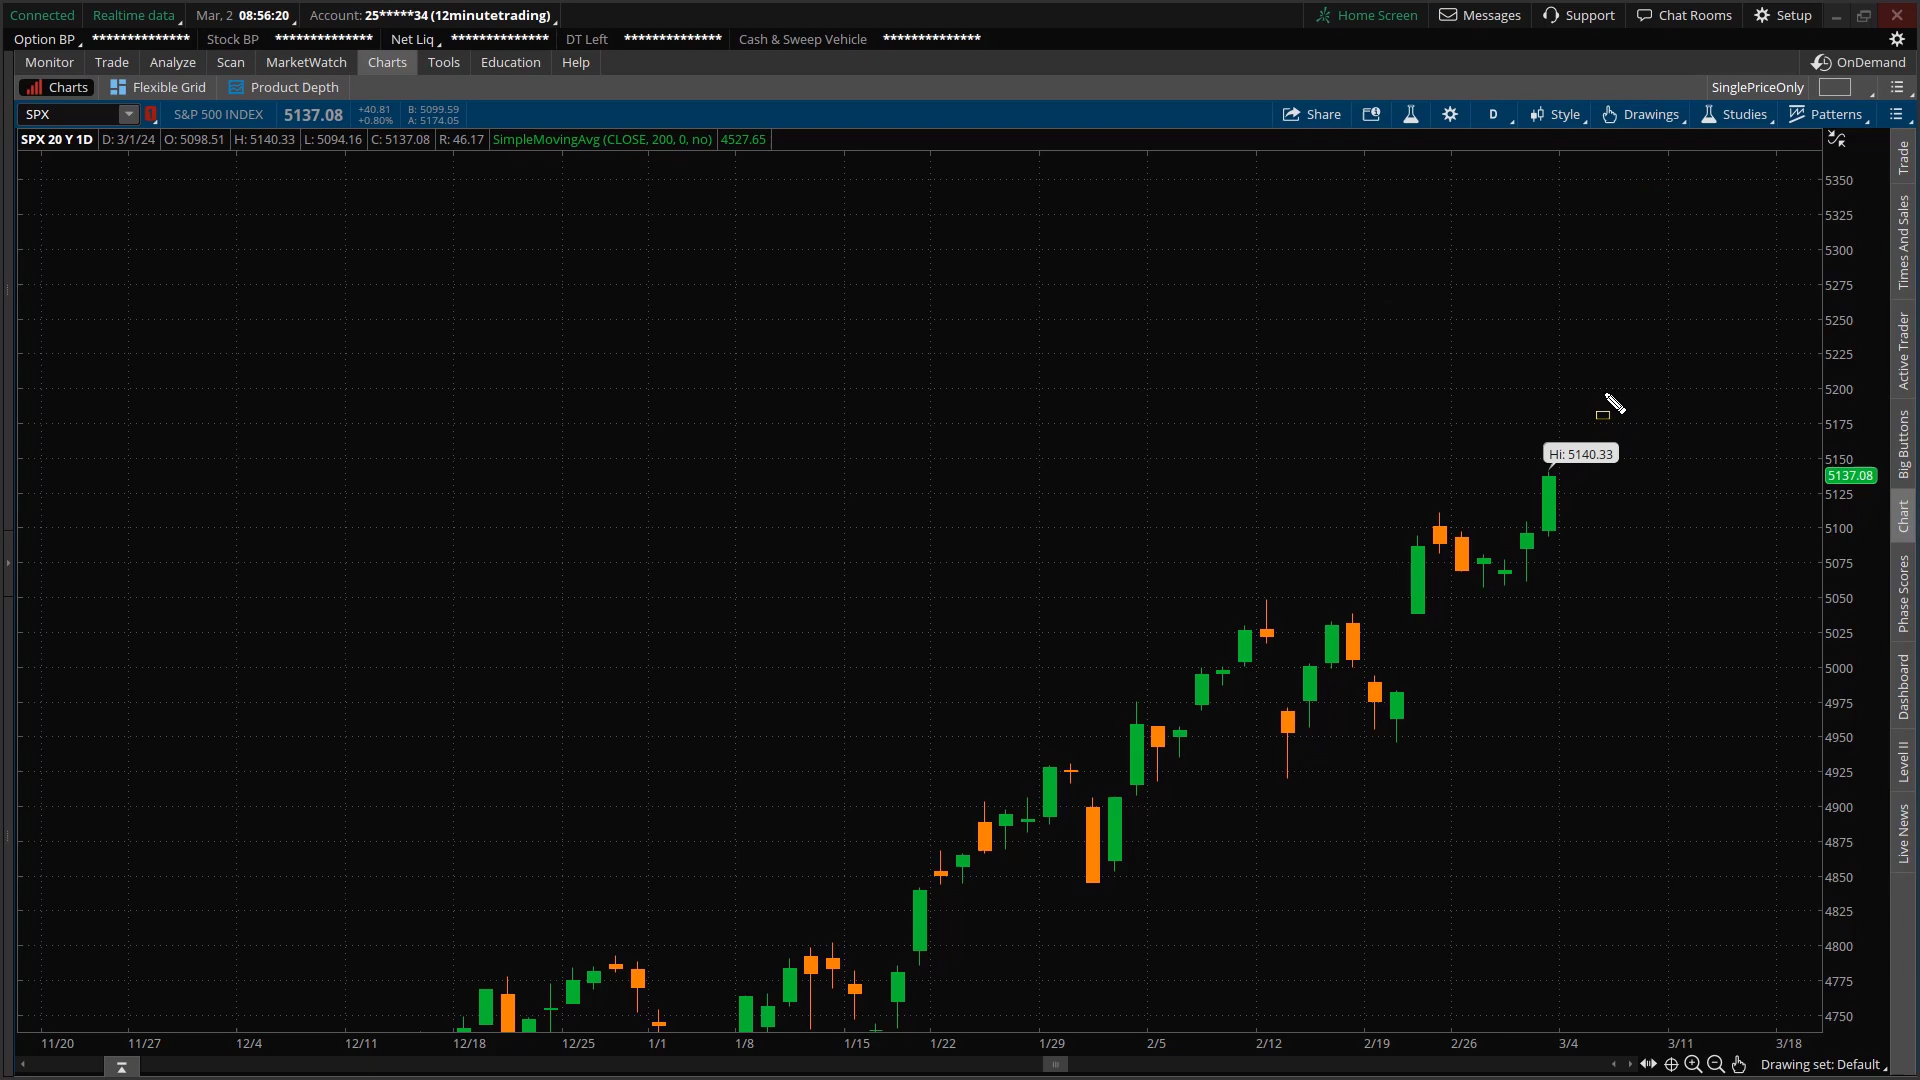 Connected Realtime data Mar, 2 08:56:20 Account: 25*****34 (12minutetrading) Home Screen Messages Support Chat Rooms Setup
Option BP ************** Stock BP ************** Net Liq ************** DT Left ************** Cash & Sweep Vehicle **************
Monitor Trade Analyze Scan MarketWatch Charts Tools Education Help OnDemand
Charts Flexible Grid Product Depth SinglePriceOnly
SPX S&P 500 INDEX 5137.08 +40.81 B: 5099.59 Share D Style Drawings Studies Patterns
+0.80% A: 5174.05
SPX 20 Y 1D D: 3/1/24 O: 5098.51 H: 5140.33 L: 5094.16 C: 5137.08 R: 46.17 SimpleMovingAvg (CLOSE, 200, 0, no) 4527.65
5350
5325
5300
5275
5250
5225
5200
5175
Hi: 5140.33
5150
5137.08
5125
5100
5075
5050
5025
5000
4975
4950
4925
4900
4875
4850
4825
4800
4775
4750
11/20 11/27 12/4 12/11 12/18 12/25 1/1 1/8 1/15 1/22 1/29 2/5 2/12 2/19 2/26 3/4 3/11 3/18
Drawing set: Default
Trade
Times And Sales
Active Trader
Big Buttons
Chart
Phase Scores
Dashboard
Level II
Live News